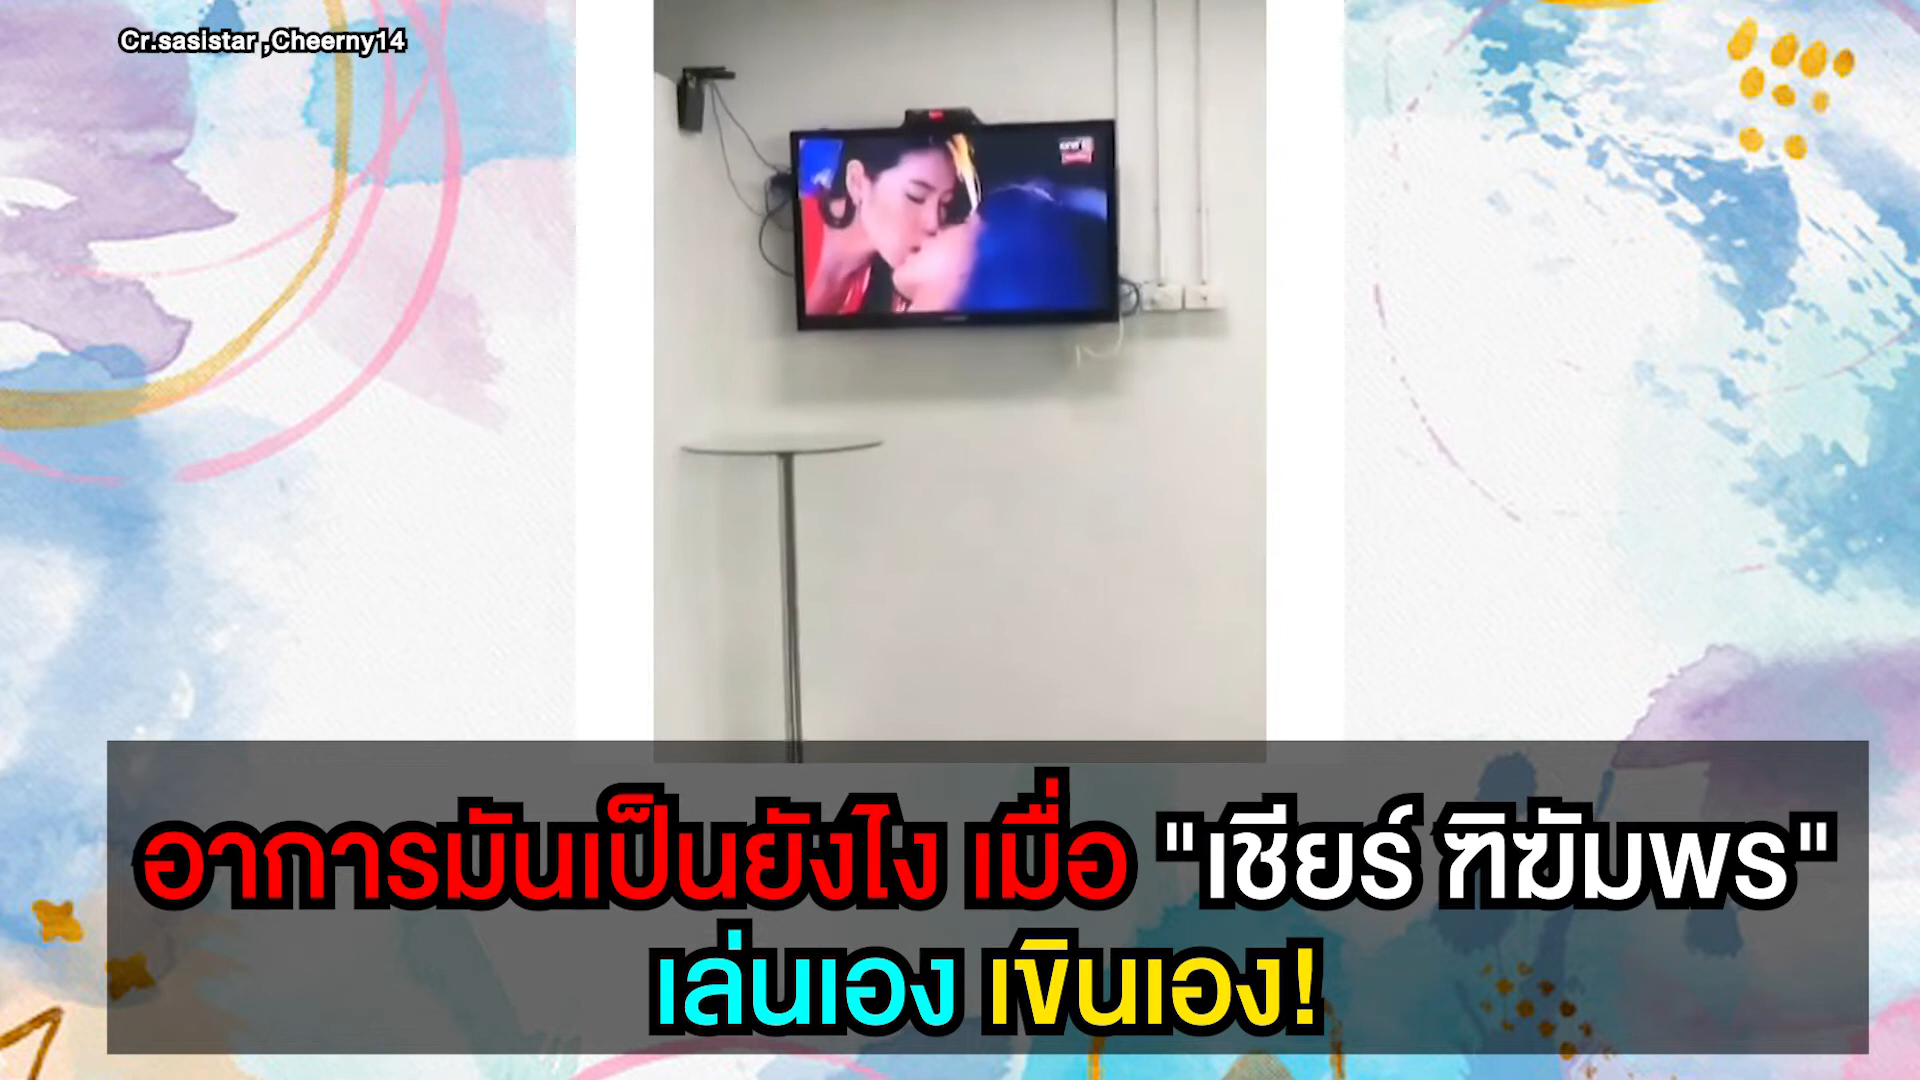 Cr.sasistar ,Cheerny14
อาการมันเป็นยังไง เมื่อ "เชียร์ ฑิฆัมพร"
เล่นเอง เขินเอง!